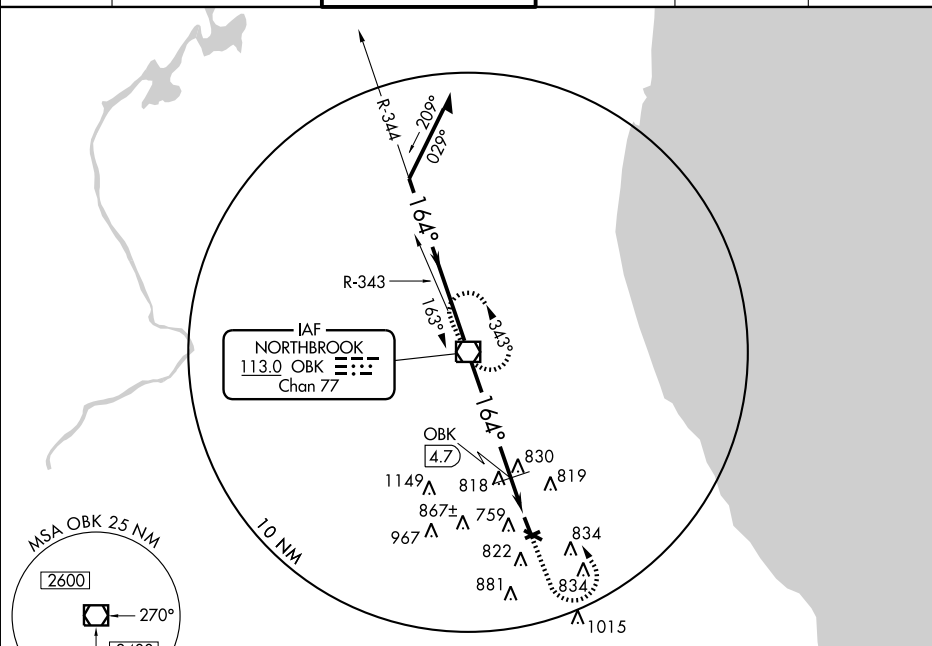 R-344
209°
029°
164°
R-343
163°
343°
IAF
NORTHBROOK
113.0 OBK
Chan 77
164°
OBK
4.7
830
1149
818
819
867±
759
967
834
822
834
881
1015
10 NM
MSA OBK 25 NM
2600
270°